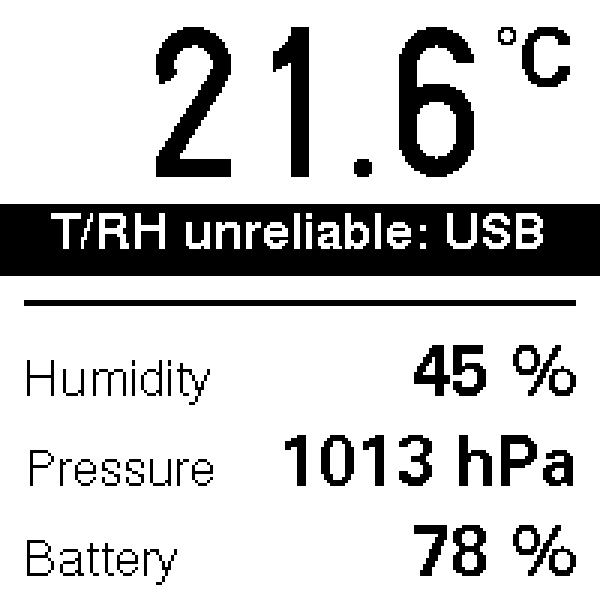 21.6 °C
T/RH unreliable: USB
Humidity 45 %
Pressure 1013 hPa
Battery 78 %